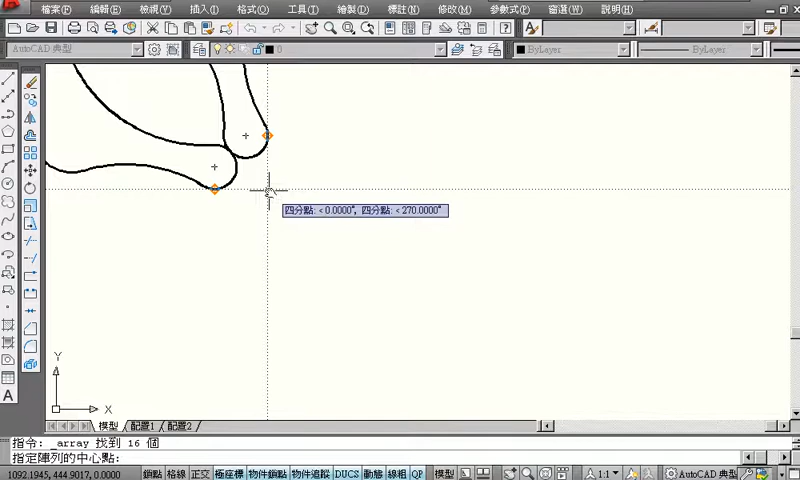 檔案(F) 編輯(E) 檢視(V) 插入(I) 格式(O) 工具(T) 繪製(D) 標註(N) 修改(M) 參數式(P) 視窗(W) 說明(H)
AutoCAD 典型 0 ByLayer ByLayer
四分點: < 0.0000°, 四分點: < 270.0000°
Y
X
模型 配置1 配置2
指令: _array 找到 16 個
指定陣列的中心點:
1092.1945, 444.9017, 0.0000 鎖點 格線 正交 極座標 物件鎖點 物件追蹤 DUCS 動態 線粗 QP 模型 1:1 AutoCAD 典型